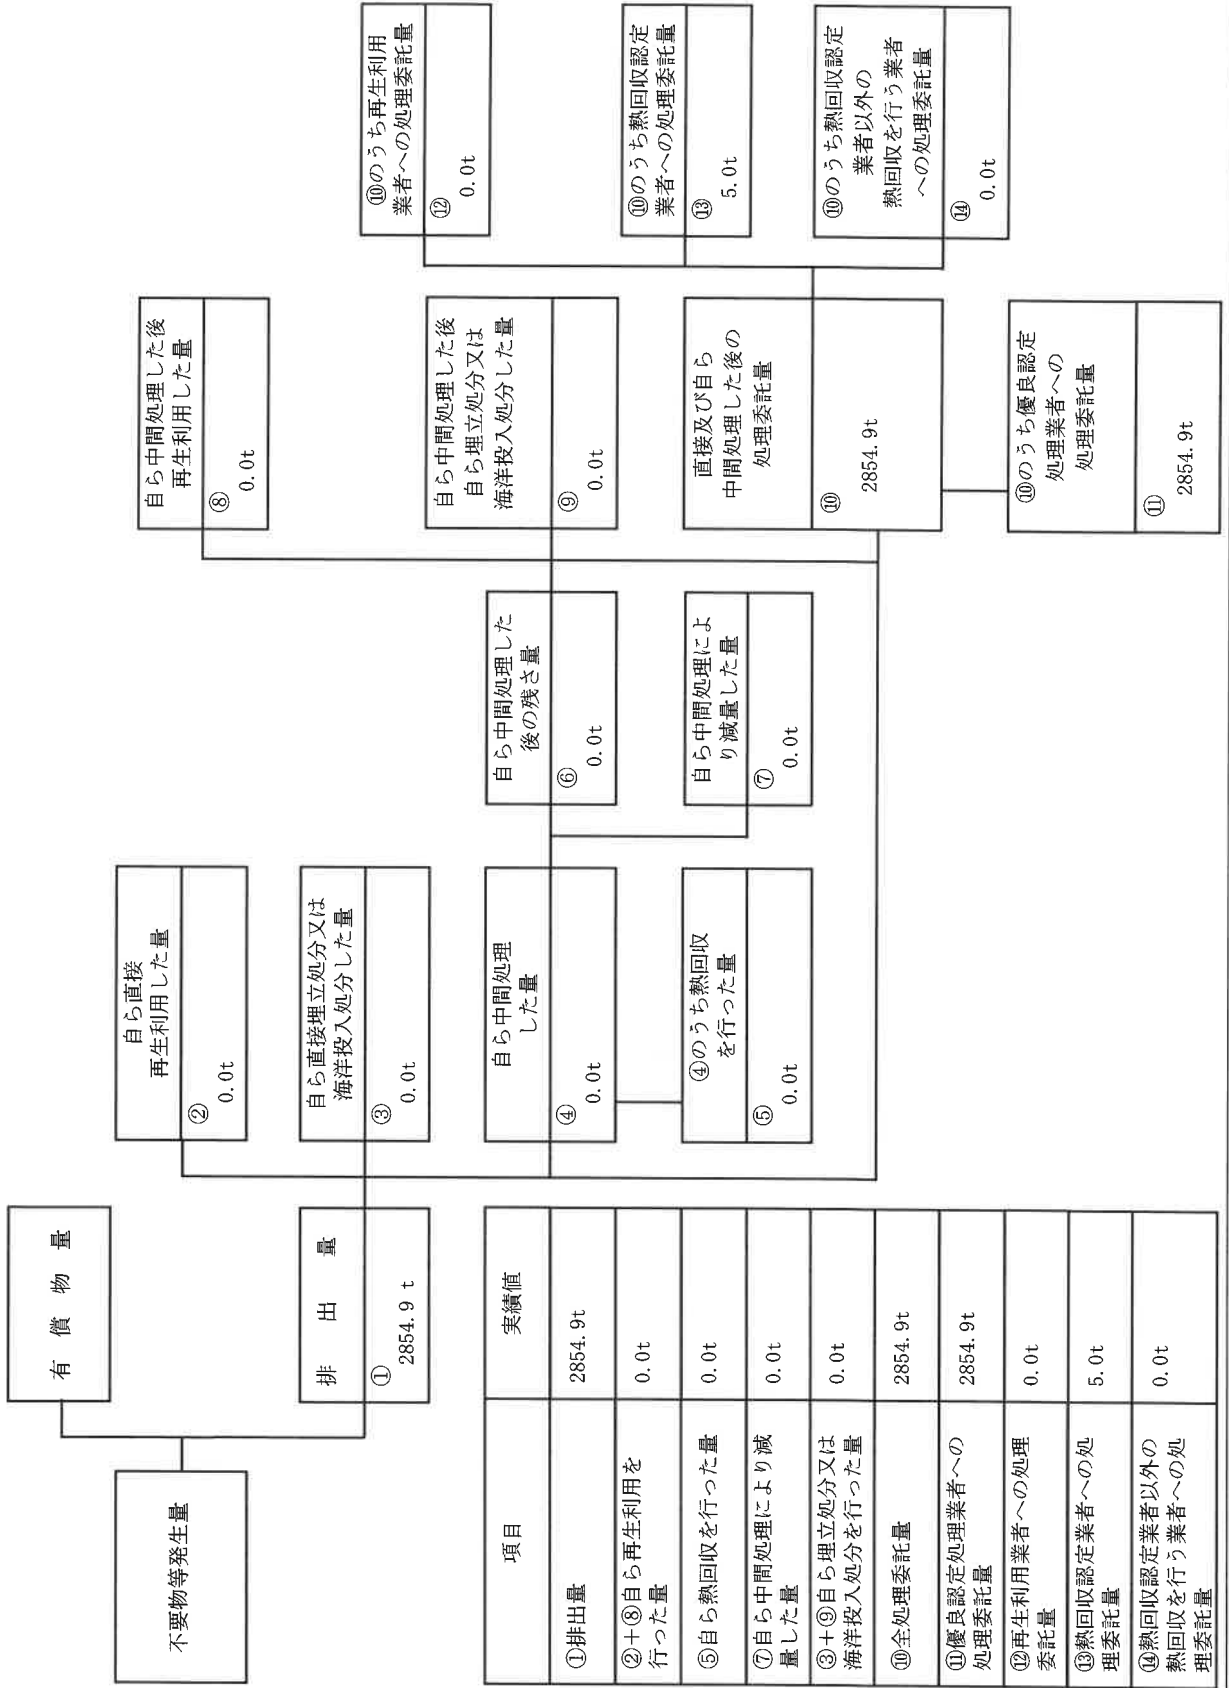 不要物等発生量
有償物量
排出量
①
2854.9 t
自ら直接
再生利用した量
②
0.0t
自ら直接埋立処分又は
海洋投入処分した量
③
0.0t
自ら中間処理
した量
④
0.0t
④のうち熱回収
を行った量
⑤
0.0t
自ら中間処理した
後の残さ量
⑥
0.0t
自ら中間処理によ
り減量した量
⑦
0.0t
自ら中間処理した後
再生利用した量
⑧
0.0t
自ら中間処理した後
自ら埋立処分又は
海洋投入処分した量
⑨
0.0t
直接及び自ら
中間処理した後の
処理委託量
⑩
2854.9t
⑩のうち優良認定
処理業者への
処理委託量
⑪
2854.9t
⑩のうち再生利用
業者への処理委託量
⑫
0.0t
⑩のうち熱回収認定
業者への処理委託量
⑬
5.0t
⑩のうち熱回収認定
業者以外の
熱回収を行う業者
への処理委託量
⑭
0.0t
項目 実績値
①排出量 2854.9t
②+⑧自ら再生利用を
行った量 0.0t
⑤自ら熱回収を行った量 0.0t
⑦自ら中間処理により減
量した量 0.0t
③+⑨自ら埋立処分又は
海洋投入処分を行った量 0.0t
⑩全処理委託量 2854.9t
⑪優良認定処理業者への
処理委託量 2854.9t
⑫再生利用業者への処理
委託量 0.0t
⑬熱回収認定業者への処
理委託量 5.0t
⑭熱回収認定業者以外の
熱回収を行う業者への処
理委託量 0.0t